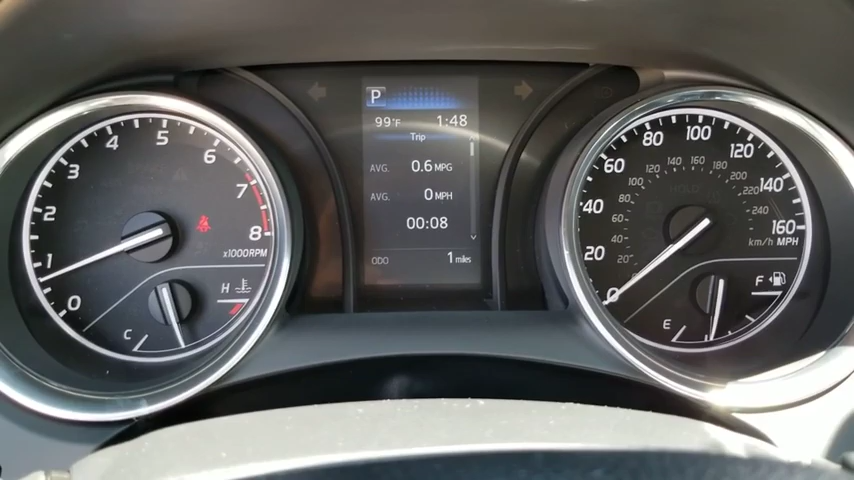 P
99°F 1:48
Trip
AVG. 0.6 MPG
AVG. 0 MPH
00:08
ODO 1 miles
0 1 2 3 4 5 6 7 8
x1000RPM
C H
0 20 40 60 80 100 120 140 160
20 40 60 80 100 120 140 160 180 200 220 240
km/h MPH
HOLD
E F